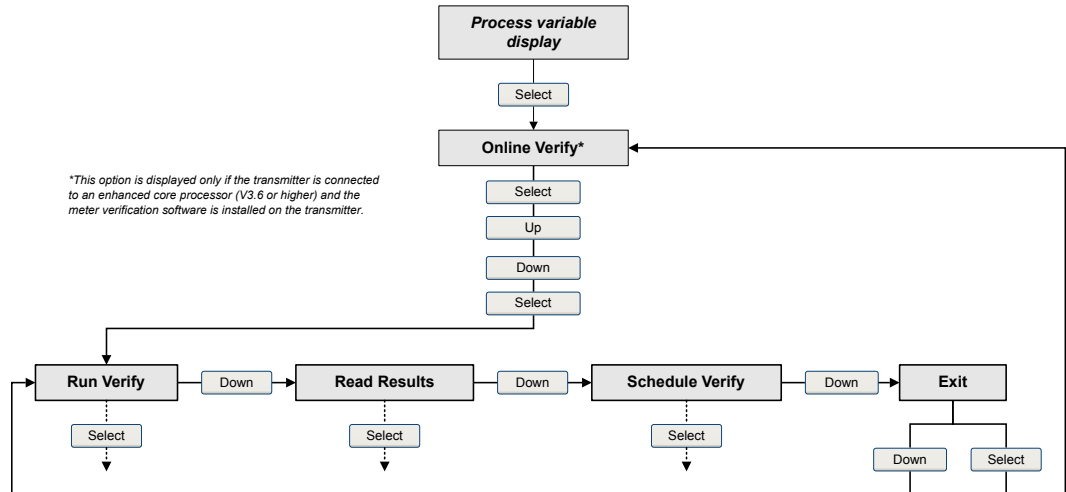 Process variable
display
Select
Online Verify*
*This option is displayed only if the transmitter is connected
to an enhanced core processor (V3.6 or higher) and the
meter verification software is installed on the transmitter.
Select
Up
Down
Select
Run Verify
Down
Read Results
Down
Schedule Verify
Down
Exit
Select
Select
Select
Down
Select